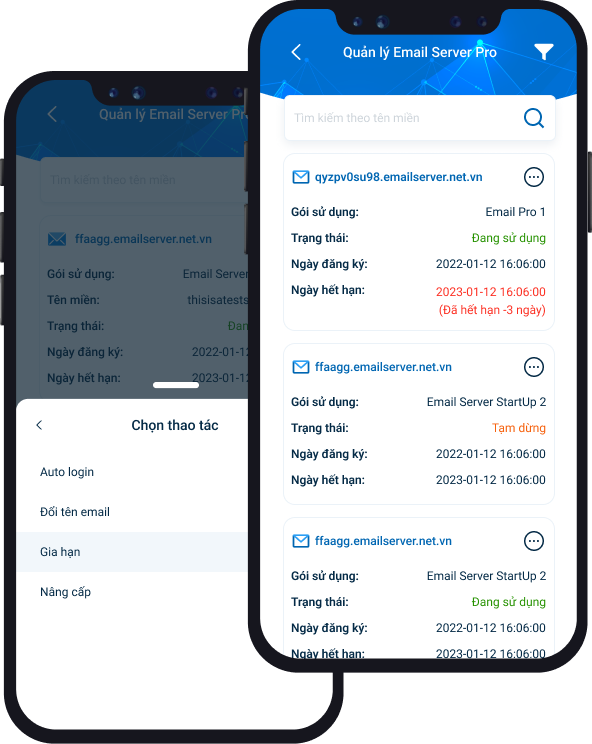 Quản lý Email Server Pro
Tìm kiếm theo tên miền
qyzpv0su98.emailserver.net.vn
Gói sử dụng: Email Pro 1
Trạng thái: Đang sử dụng
Ngày đăng ký: 2022-01-12 16:06:00
Ngày hết hạn: 2023-01-12 16:06:00
(Đã hết hạn -3 ngày)
ffaagg.emailserver.net.vn
Gói sử dụng: Email Server StartUp 2
Trạng thái: Tạm dừng
Ngày đăng ký: 2022-01-12 16:06:00
Ngày hết hạn: 2023-01-12 16:06:00
ffaagg.emailserver.net.vn
Gói sử dụng: Email Server StartUp 2
Trạng thái: Đang sử dụng
Ngày đăng ký: 2022-01-12 16:06:00
Ngày hết hạn: 2023-01-12 16:06:00
Quản lý Email Server Pr
Tìm kiếm theo tên miền
ffaagg.emailserver.net.vn
Gói sử dụng: Email Server
Tên miền: thisisatests
Trạng thái: Đan
Ngày đăng ký: 2022-01-12
Ngày hết hạn: 2023-01-12
Chọn thao tác
Auto login
Đổi tên email
Gia hạn
Nâng cấp